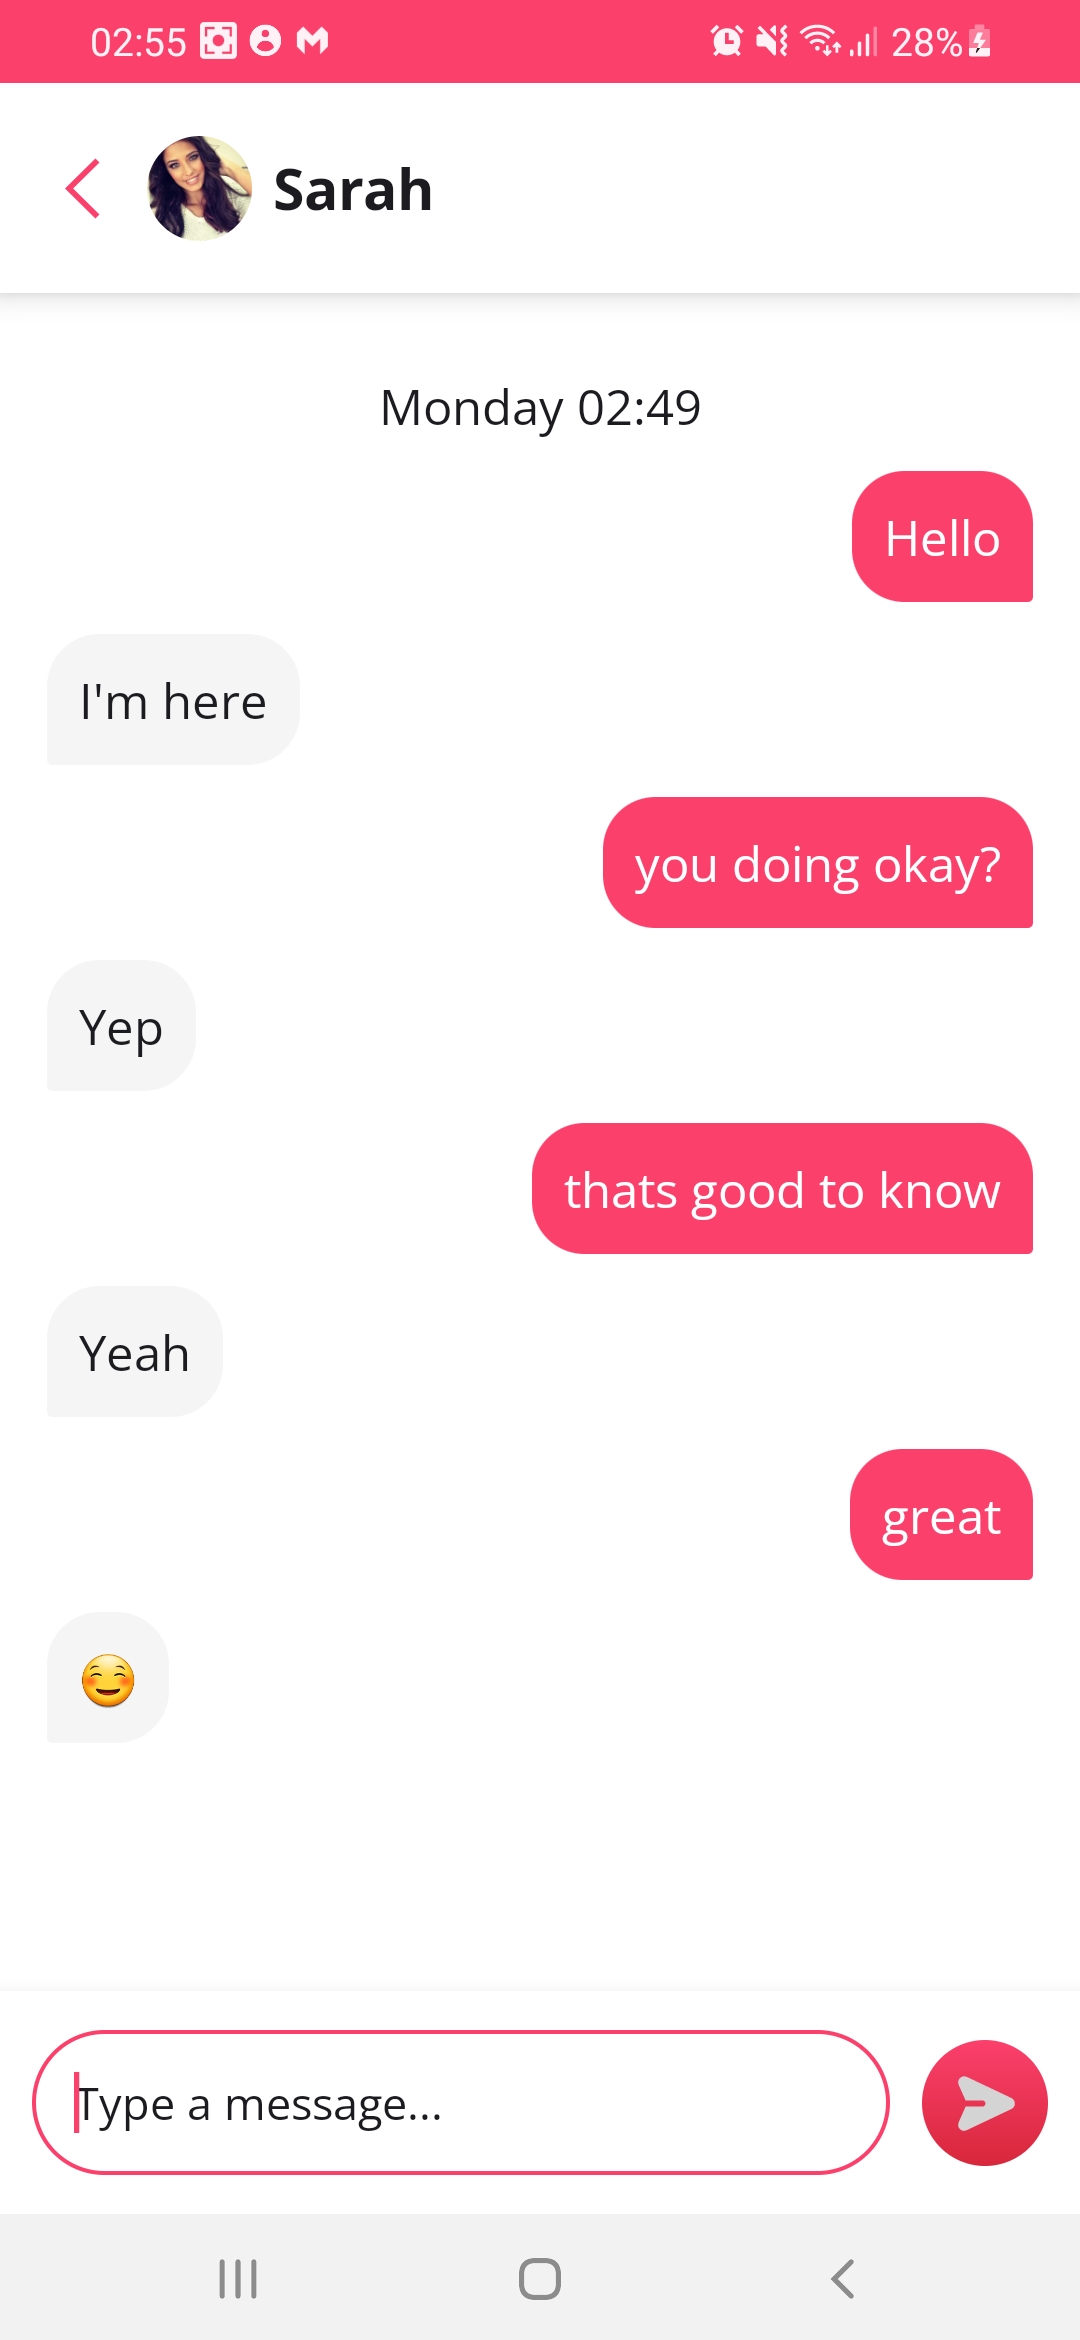 02:55 28%
Sarah
Monday 02:49
Hello
I'm here
you doing okay?
Yep
thats good to know
Yeah
great
Type a message...